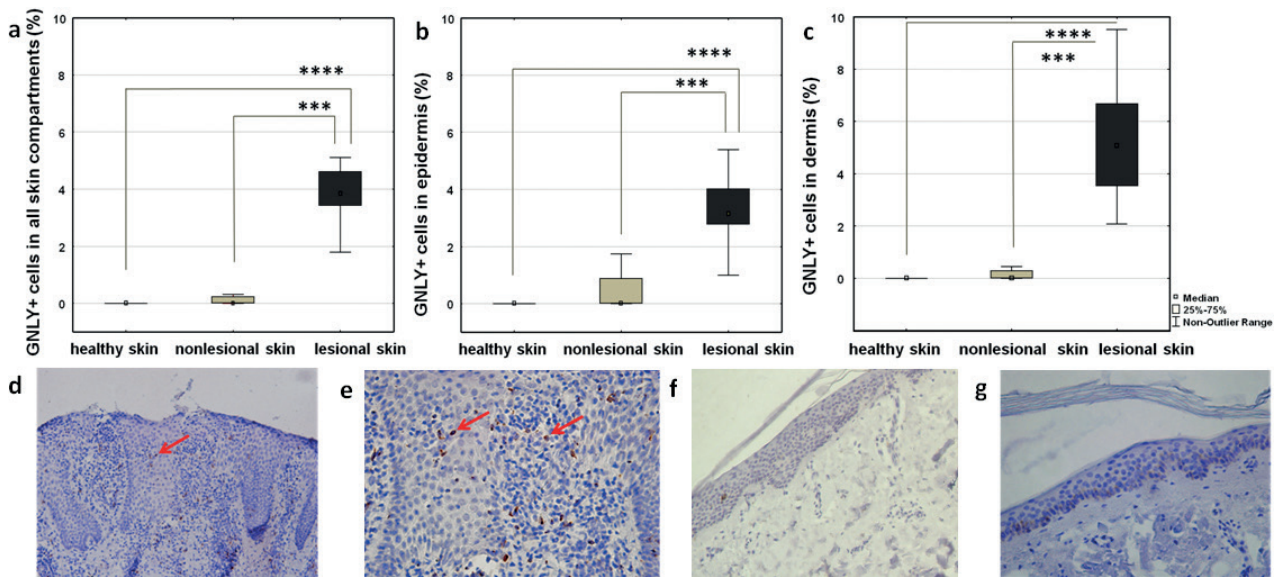 a
GNLY+ cells in all skin compartments (%)
10
8
6
4
2
0
****
***
healthy skin nonlesional skin lesional skin
b
GNLY+ cells in epidermis (%)
10
8
6
4
2
0
****
***
healthy skin nonlesional skin lesional skin
c
GNLY+ cells in dermis (%)
10
8
6
4
2
0
****
***
healthy skin nonlesional skin lesional skin
Median
25%-75%
Non-Outlier Range
d
e
f
g